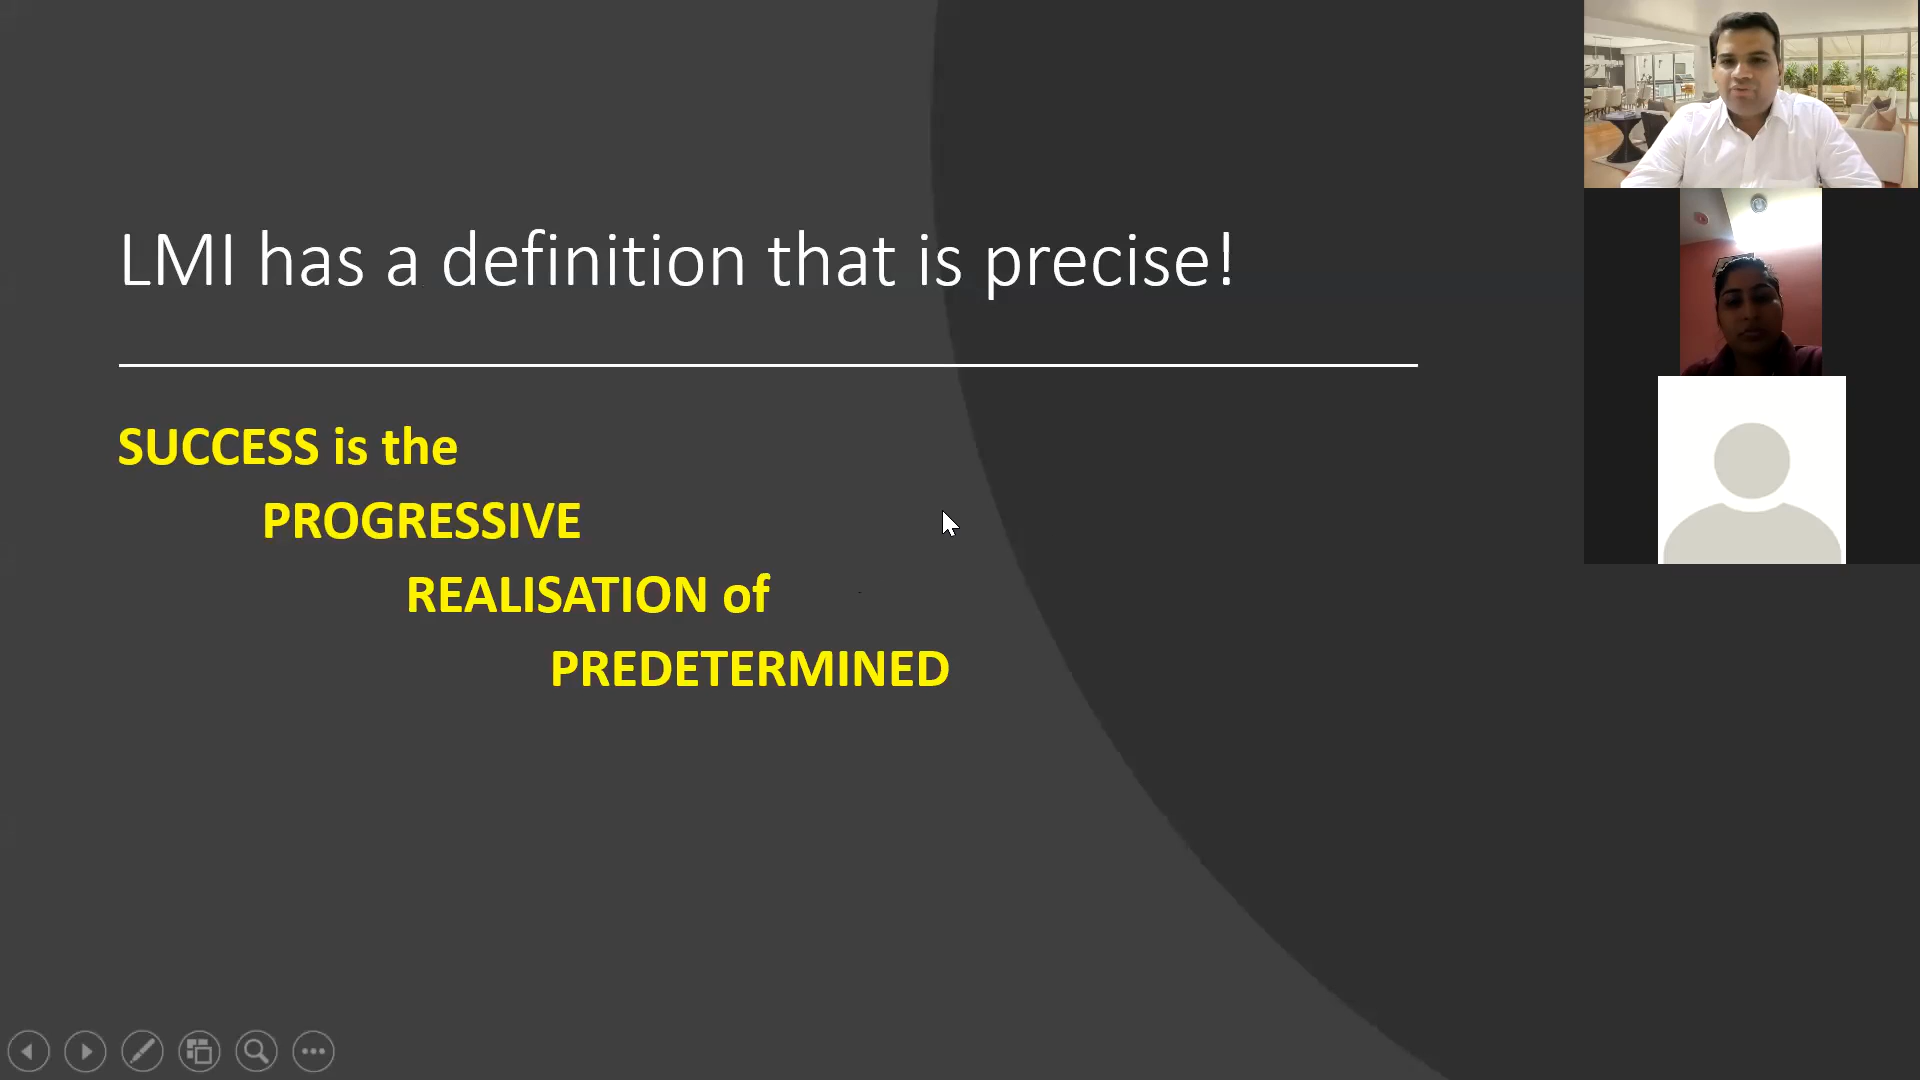 LMI has a definition that is precise!
SUCCESS is the
PROGRESSIVE
REALISATION of
PREDETERMINED